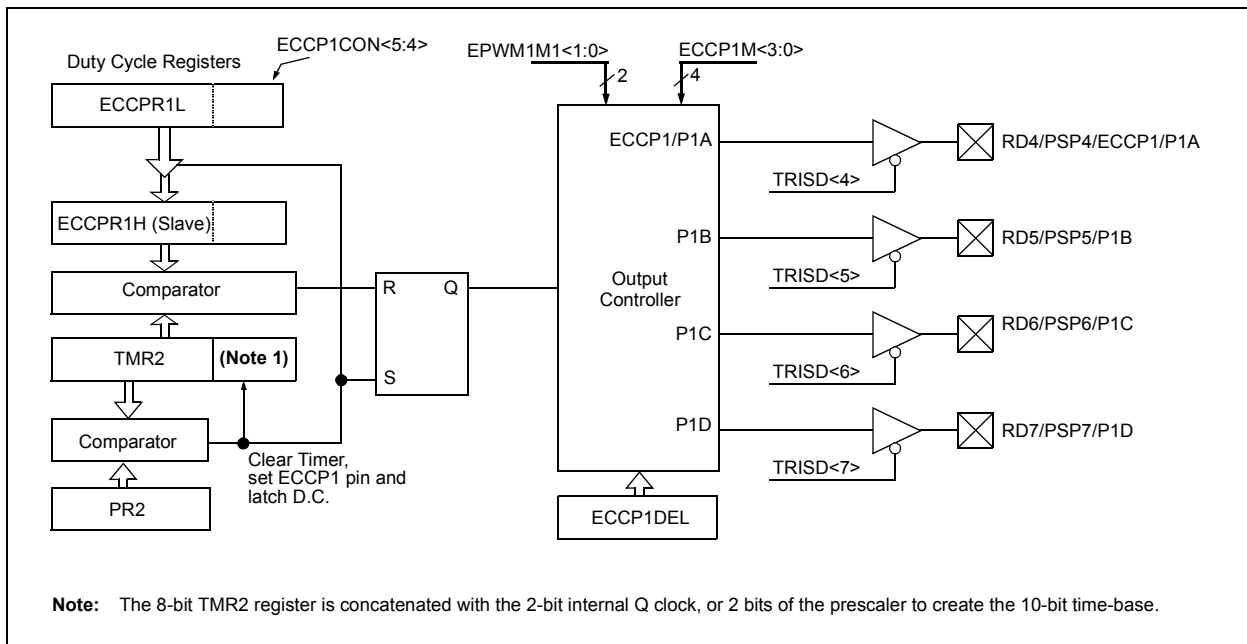 ECCP1CON<5:4>
Duty Cycle Registers
ECCPR1L
ECCPR1H (Slave)
Comparator
TMR2
(Note 1)
Comparator
PR2
Clear Timer,
set ECCP1 pin and
latch D.C.
R
Q
S
EPWM1M1<1:0>
2
ECCP1M<3:0>
4
Output
Controller
ECCP1/P1A
P1B
P1C
P1D
ECCP1DEL
TRISD<4>
RD4/PSP4/ECCP1/P1A
TRISD<5>
RD5/PSP5/P1B
TRISD<6>
RD6/PSP6/P1C
TRISD<7>
RD7/PSP7/P1D
Note: The 8-bit TMR2 register is concatenated with the 2-bit internal Q clock, or 2 bits of the prescaler to create the 10-bit time-base.